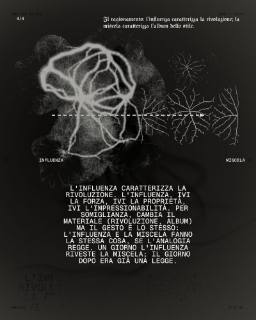 4/4
Il ragionamento: l'influenza caratterizza la rivoluzione; la
miscela caratterizza l'album dello stile.
INFLUENZA
MISCELA
L'INFLUENZA CARATTERIZZA LA
RIVOLUZIONE. L'INFLUENZA, IVI
LA FORZA, IVI LA PROPRIETÀ,
IVI L'IMPRESSIONABILITÀ. PER
SOMIGLIANZA, CAMBIA IL
MATERIALE (RIVOLUZIONE, ALBUM)
MA IL GESTO È LO STESSO:
L'INFLUENZA E LA MISCELA FANNO
LA STESSA COSA, SE L'ANALOGIA
REGGE. UN GIORNO L'INFLUENZA
RIVESTE LA MISCELA; IL GIORNO
DOPO ERA GIÀ UNA LEGGE.